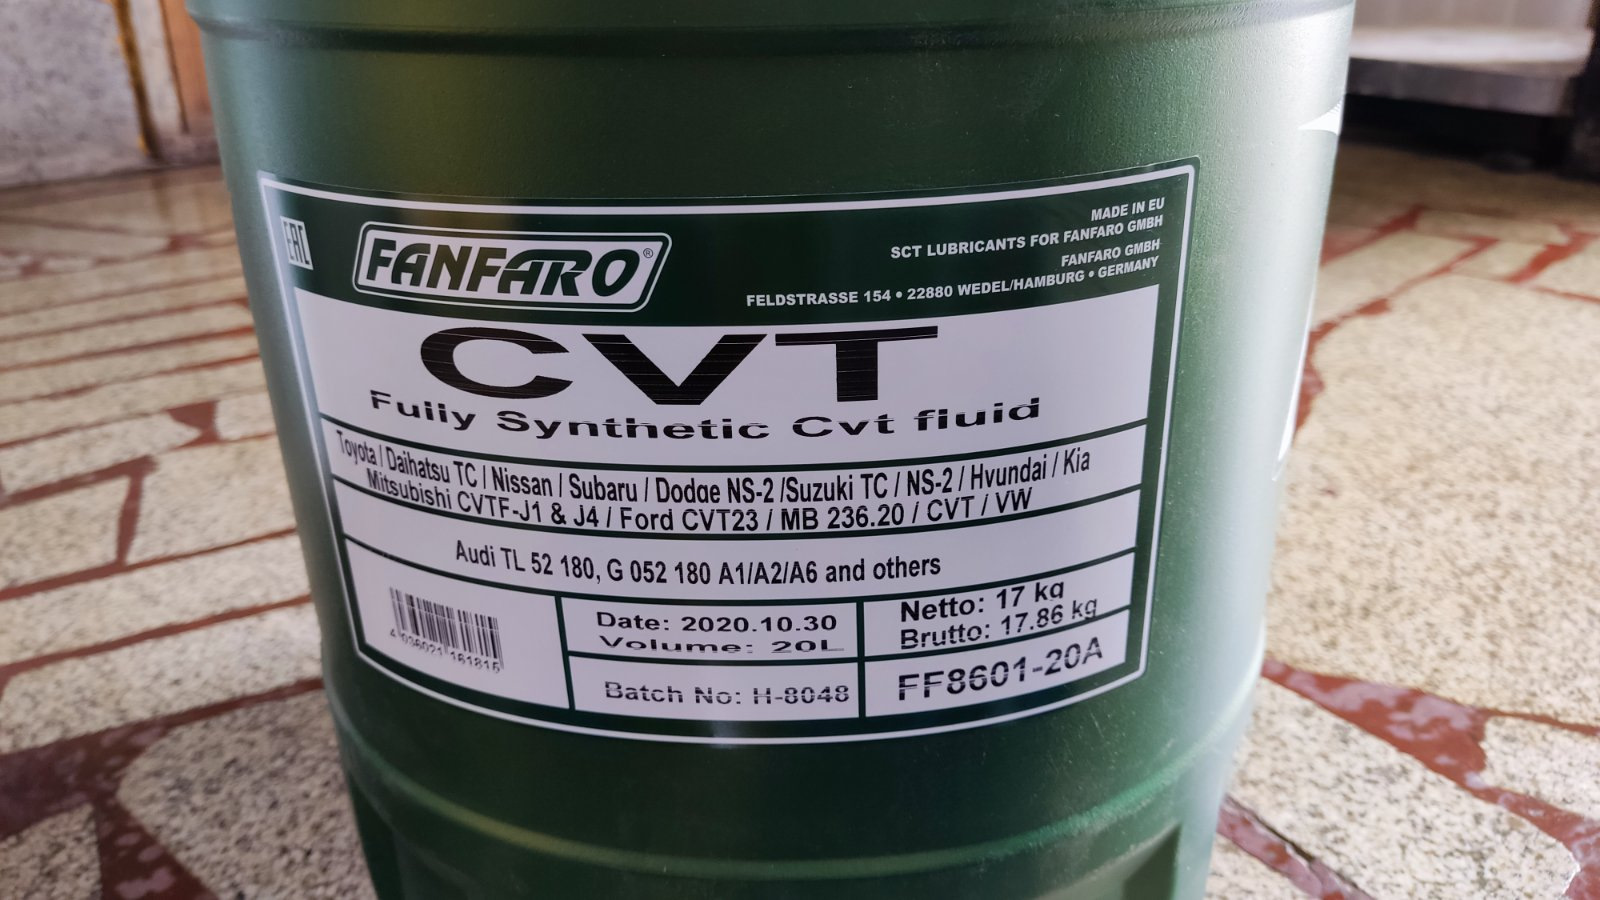 EAC
FANFARO®
MADE IN EU
SCT LUBRICANTS FOR FANFARO GMBH
FANFARO GMBH
FELDSTRASSE 154 • 22880 WEDEL/HAMBURG • GERMANY
CVT
Fully Synthetic Cvt fluid
Toyota / Daihatsu TC / Nissan / Subaru / Dodge NS-2 /Suzuki TC / NS-2 / Hyundai / Kia
Mitsubishi CVTF-J1 & J4 / Ford CVT23 / MB 236.20 / CVT / VW
Audi TL 52 180, G 052 180 A1/A2/A6 and others
4 036021 161815
Date: 2020.10.30
Volume: 20L
Batch No: H-8048
Netto: 17 kg
Brutto: 17.86 kg
FF8601-20A